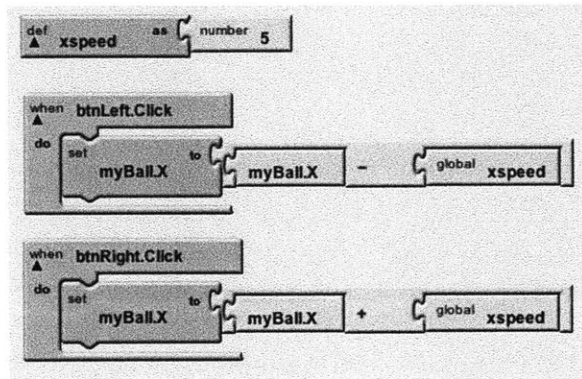 def xspeed as number 5
when btnLeft.Click
do set myBall.X to myBall.X - global xspeed
when btnRight.Click
do set myBall.X to myBall.X + global xspeed